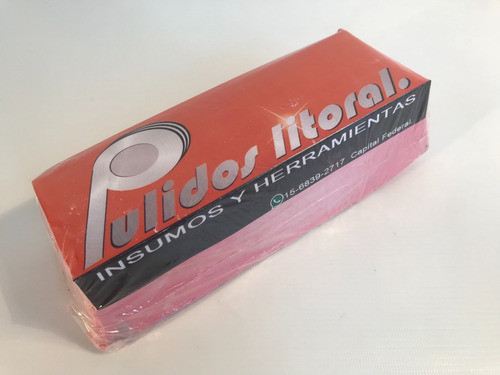 Pulidos litoral.
INSUMOS Y HERRAMIENTAS
15-6839-2717 Capital Federal